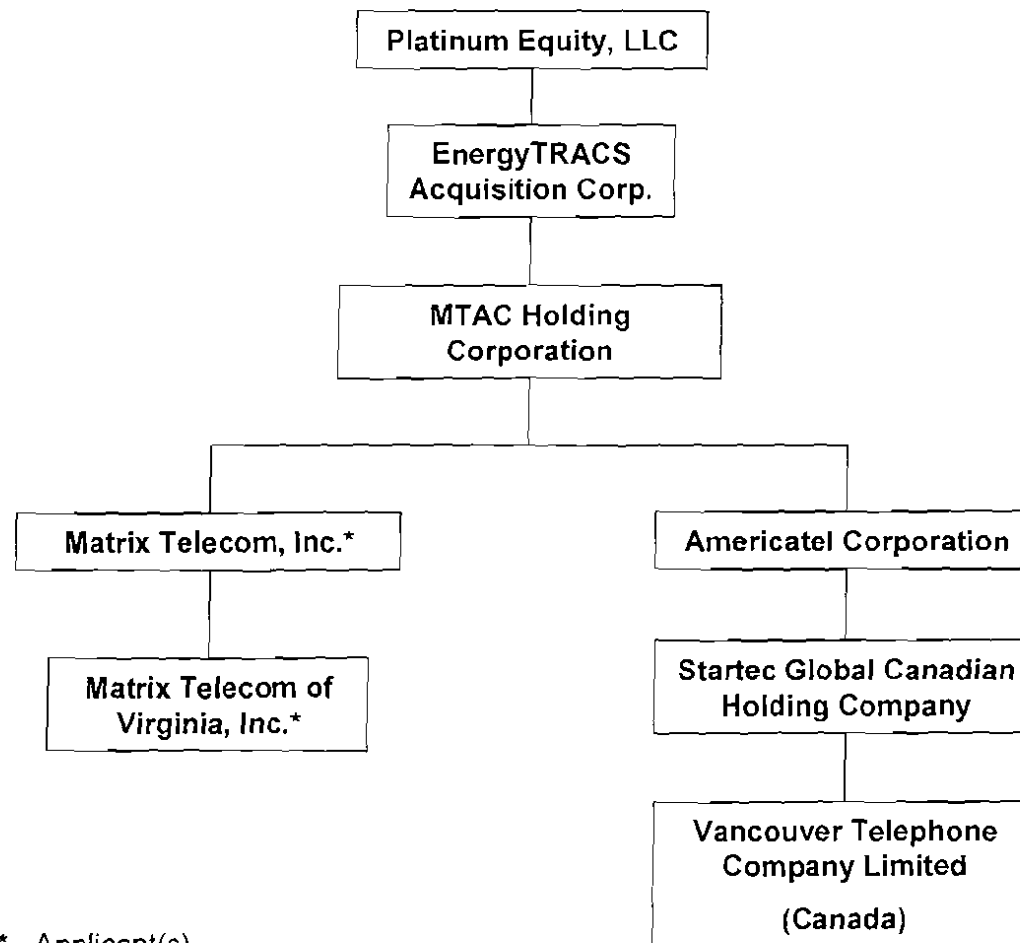 Platinum Equity, LLC
EnergyTRACS
Acquisition Corp.
MTAC Holding
Corporation
Matrix Telecom, Inc.*
Americatel Corporation
Matrix Telecom of
Virginia, Inc.*
Startec Global Canadian
Holding Company
Vancouver Telephone
Company Limited
(Canada)
* Applicant(s)